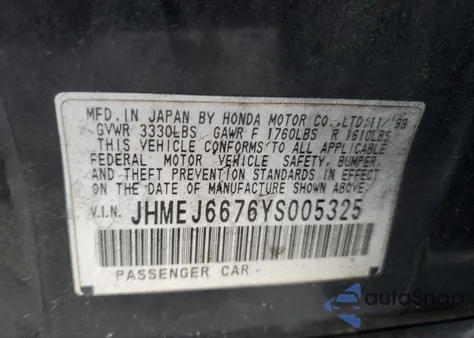 MFD. IN JAPAN BY HONDA MOTOR CO.,LTD.11/'99
GVWR 3330LBS GAWR F 1760LBS R 1610LBS
THIS VEHICLE CONFORMS TO ALL APPLICABLE
FEDERAL MOTOR VEHICLE SAFETY, BUMPER,
AND THEFT PREVENTION STANDARDS IN EFFECT
ON THE DATE OF MANUFACTURE SHOWN ABOVE.
V.I.N. JHMEJ6676YS005325
PASSENGER CAR
autoSnap